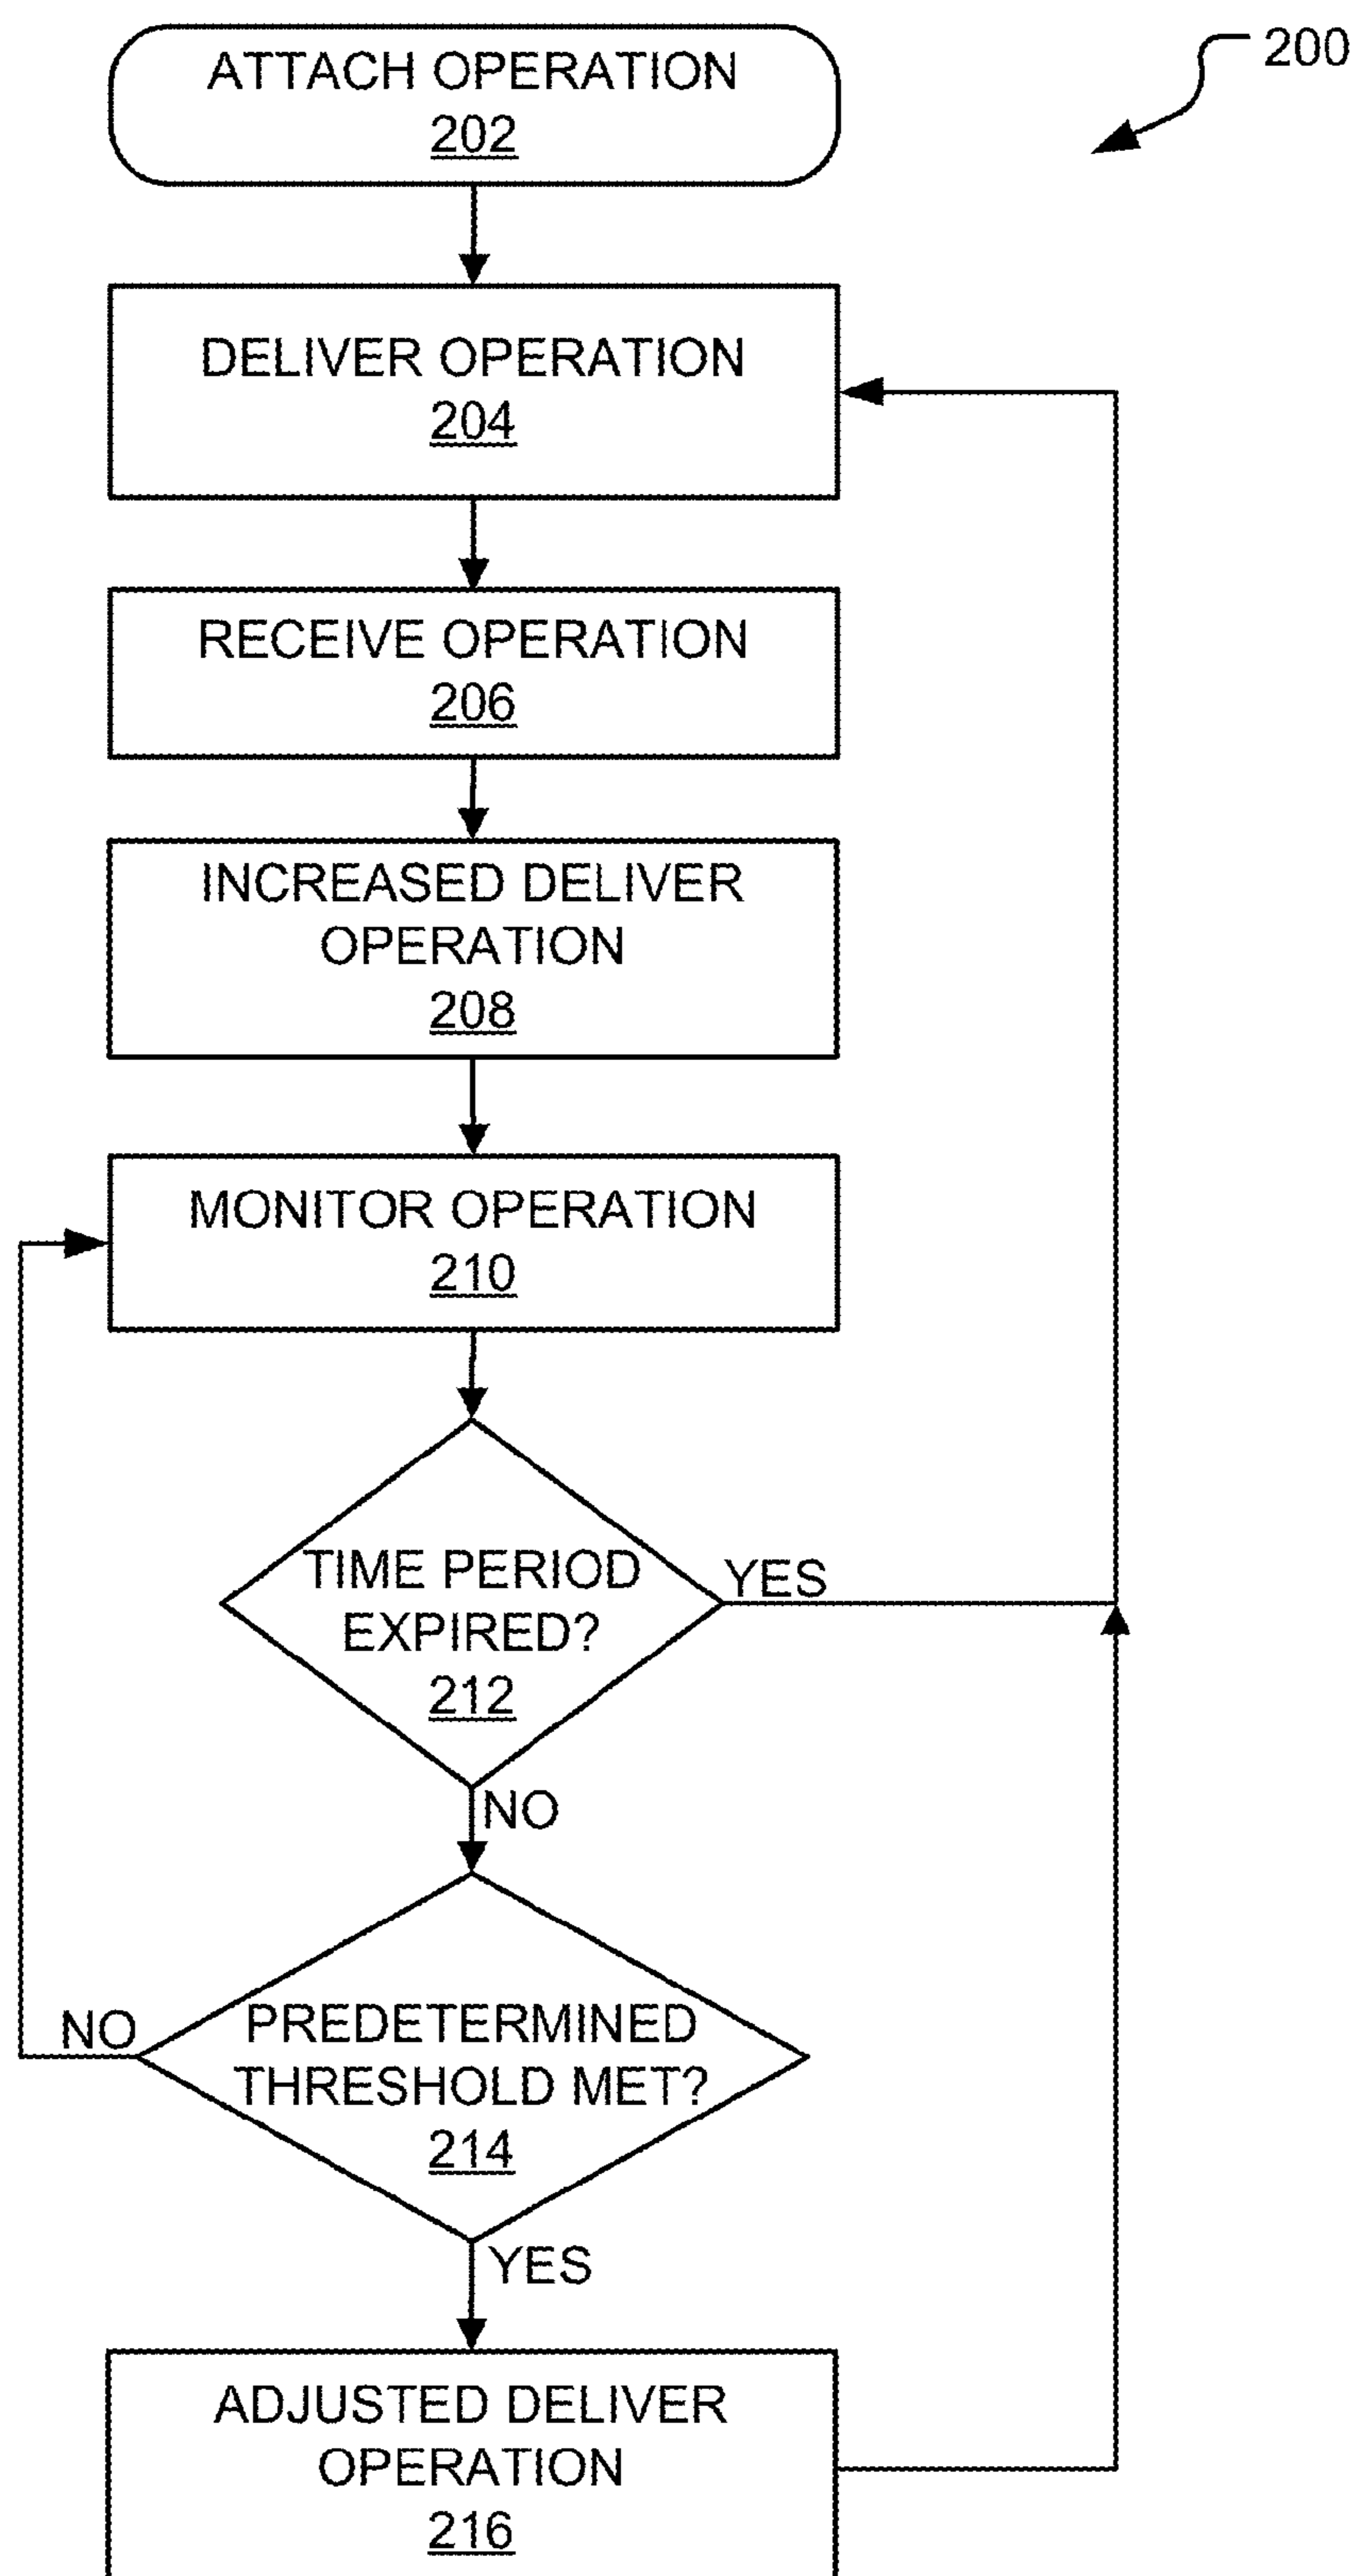 200
ATTACH OPERATION
202
DELIVER OPERATION
204
RECEIVE OPERATION
206
INCREASED DELIVER
OPERATION
208
MONITOR OPERATION
210
TIME PERIOD
EXPIRED?
212
YES
NO
PREDETERMINED
THRESHOLD MET?
214
NO
YES
ADJUSTED DELIVER
OPERATION
216